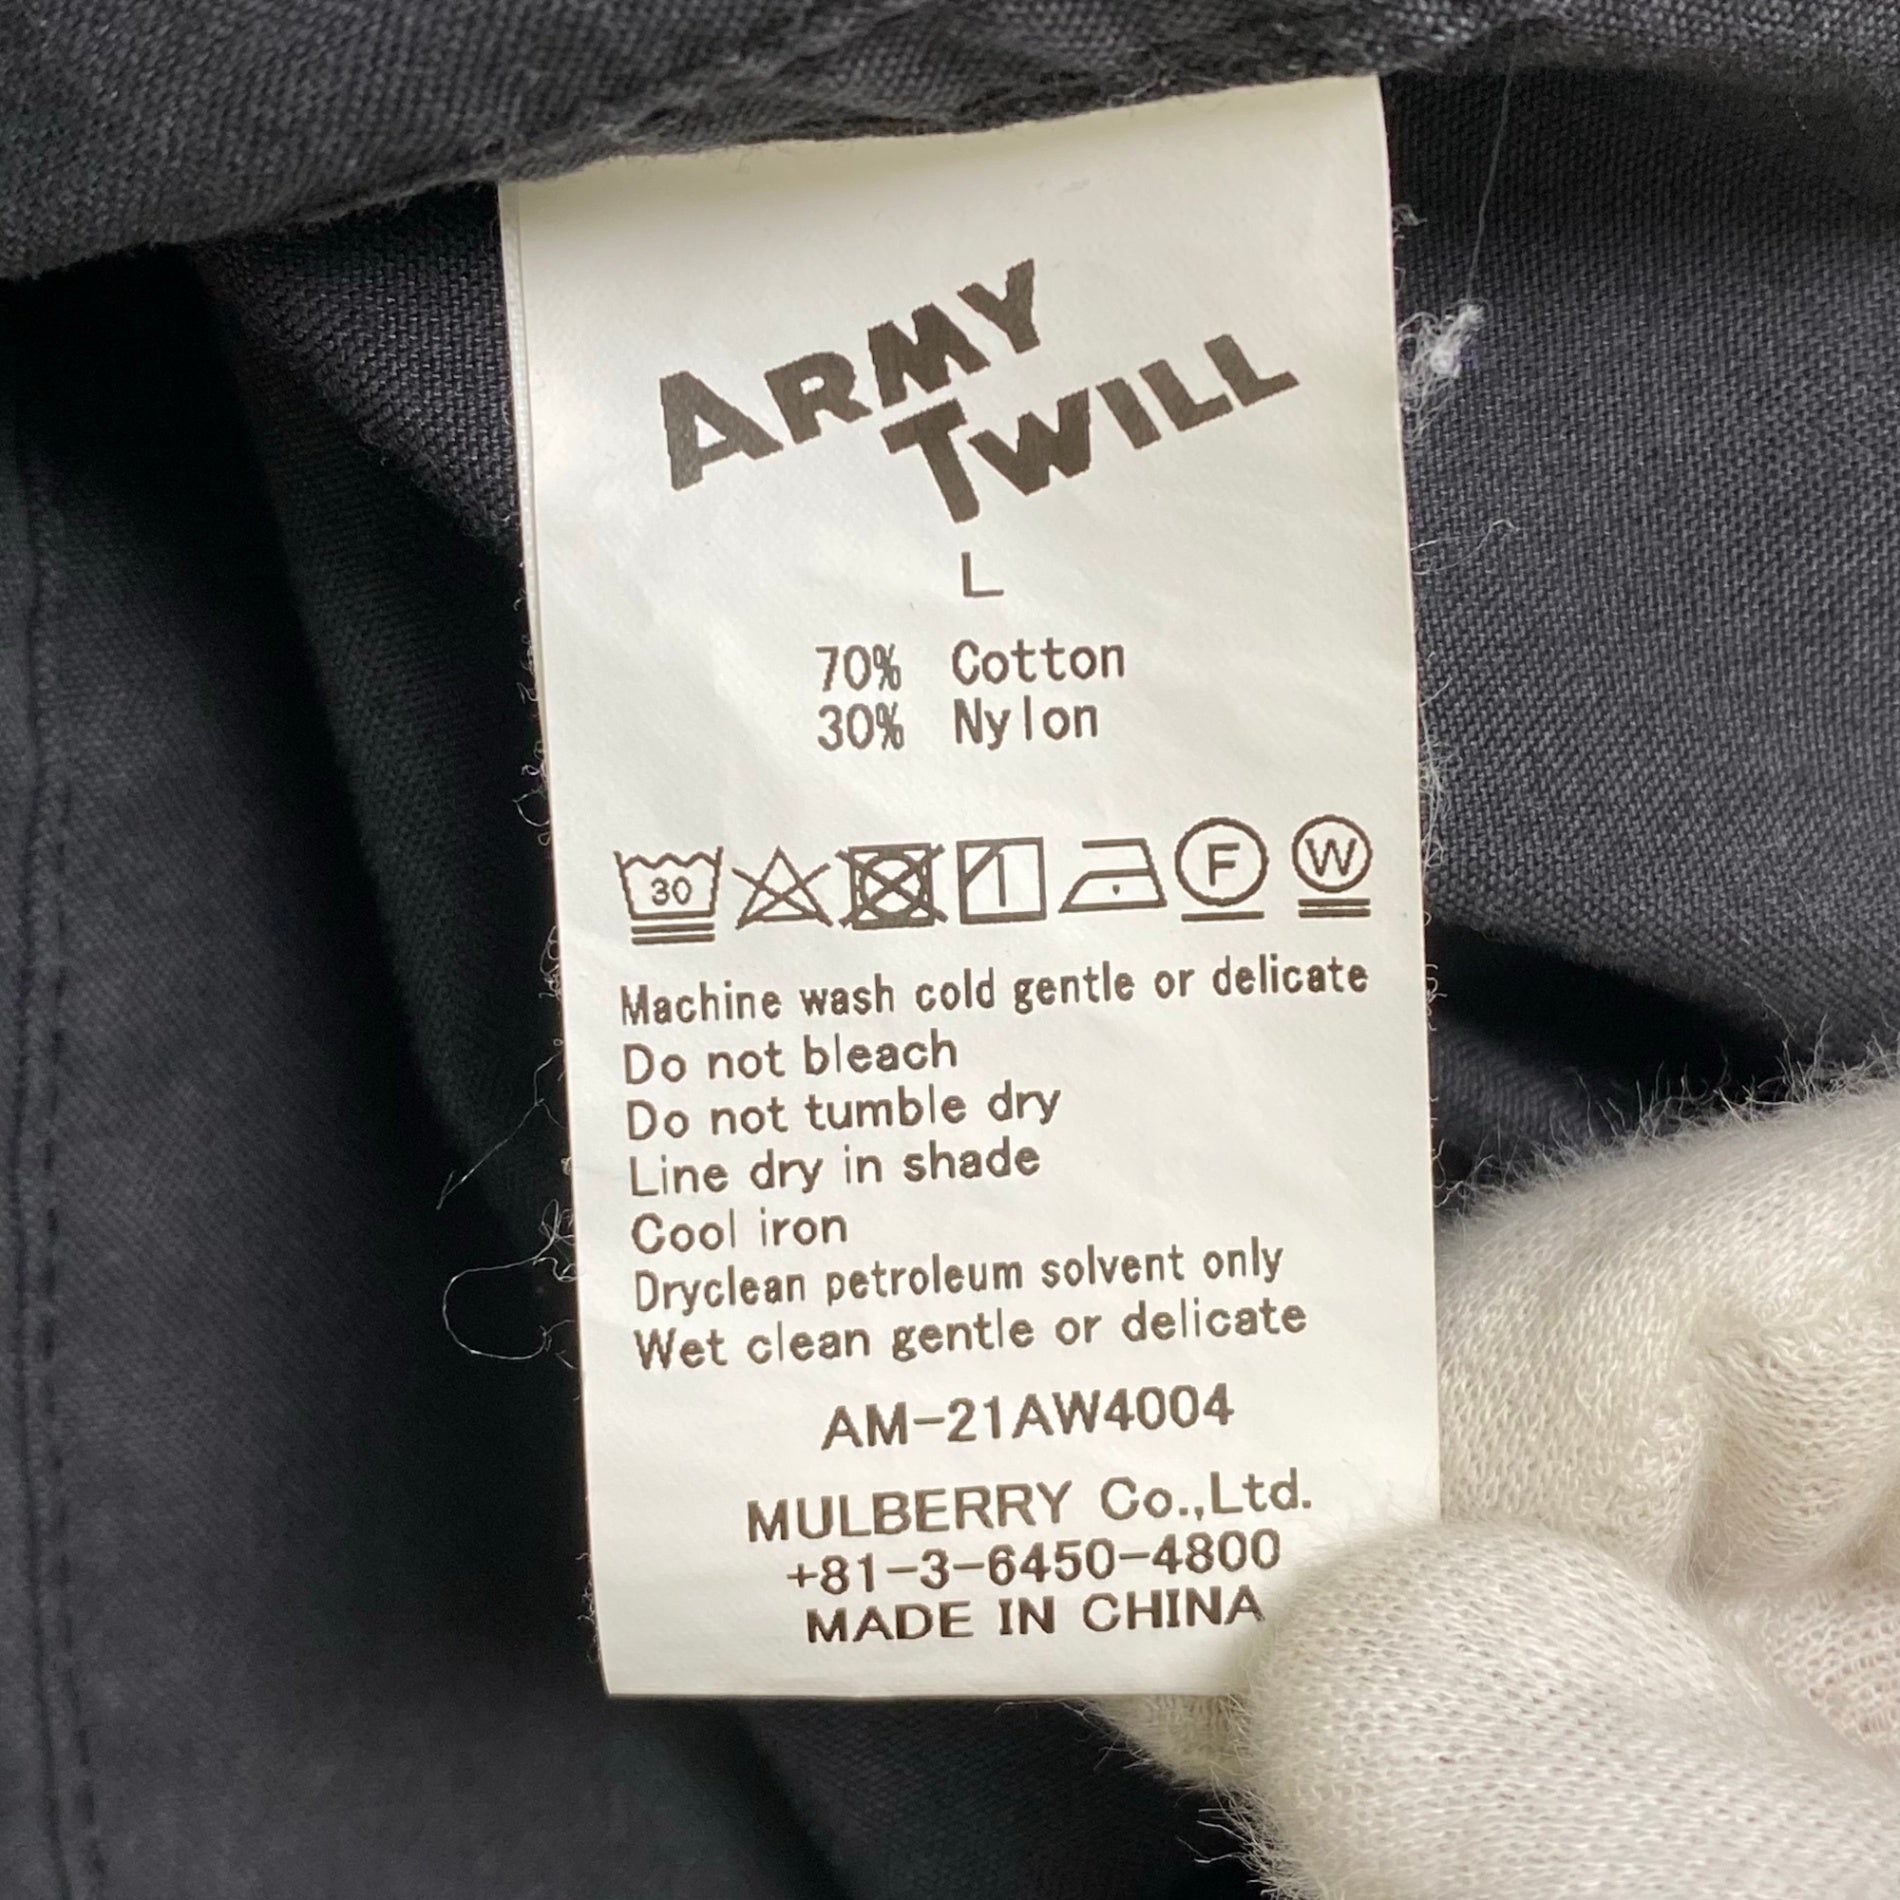 ARMY
TWILL
L
70% Cotton
30% Nylon
30 F W
Machine wash cold gentle or delicate
Do not bleach
Do not tumble dry
Line dry in shade
Cool iron
Dryclean petroleum solvent only
Wet clean gentle or delicate
AM-21AW4004
MULBERRY Co.,Ltd.
+81-3-6450-4800
MADE IN CHINA